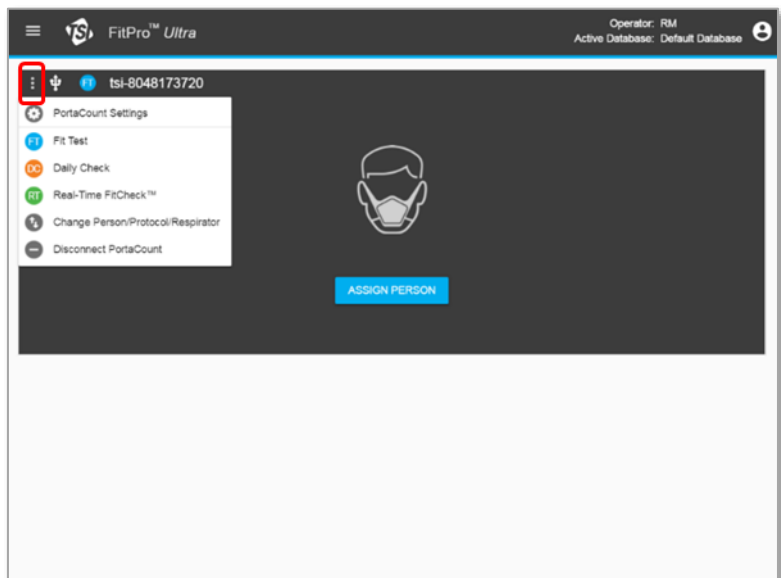 TSI FitPro™ Ultra
Operator: RM
Active Database: Default Database
FT tsi-8048173720
PortaCount Settings
FT Fit Test
DC Daily Check
RT Real-Time FitCheck™
Change Person/Protocol/Respirator
Disconnect PortaCount
ASSIGN PERSON